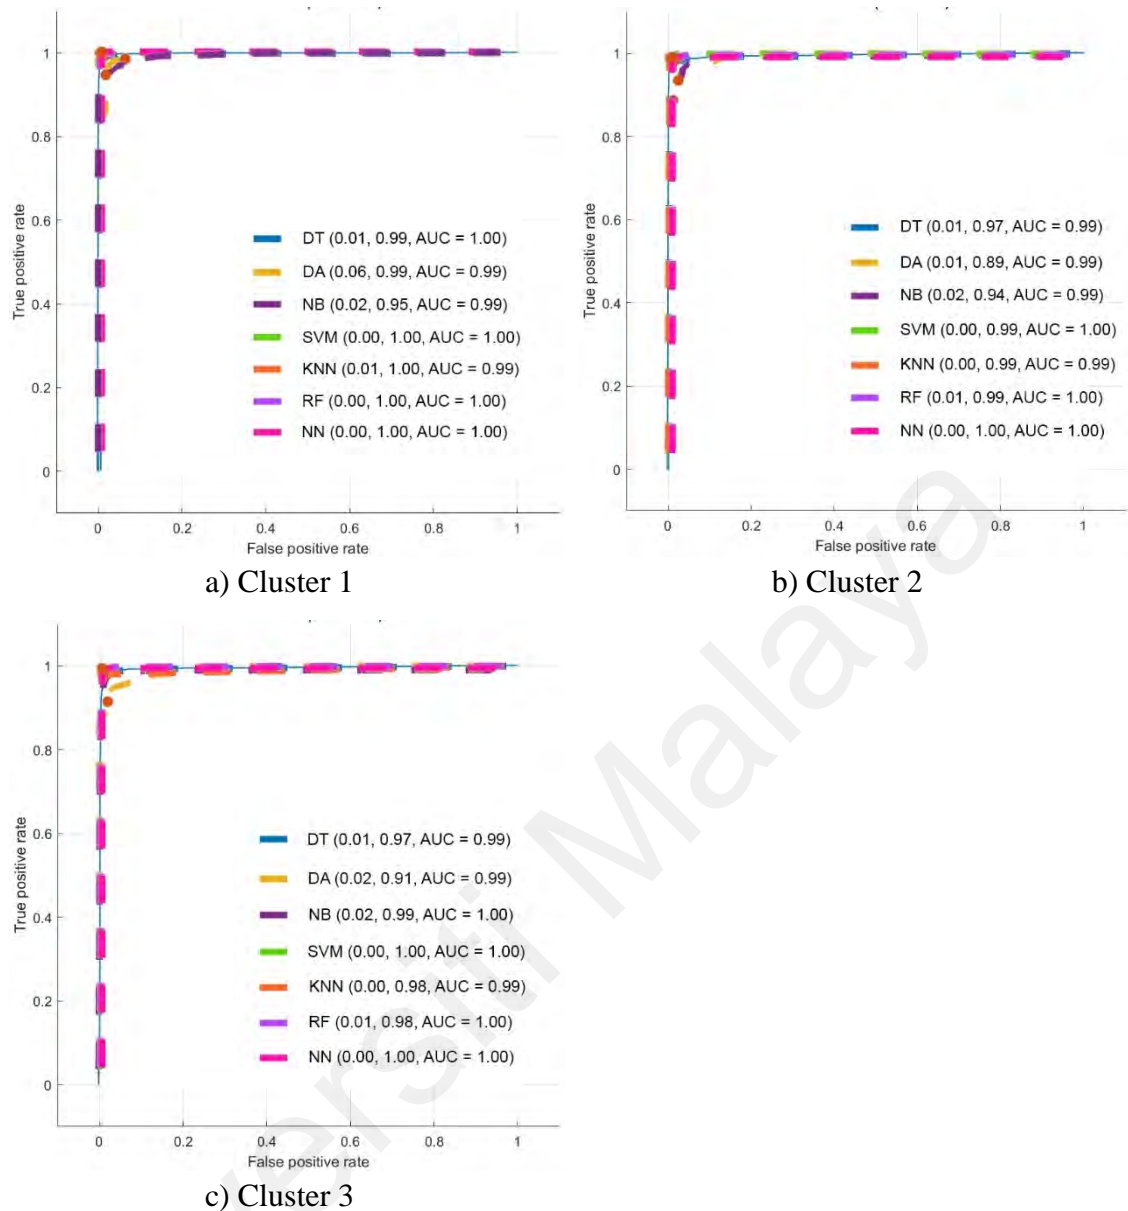 1
0.8
0.6
0.4
0.2
0
True positive rate
DT (0.01, 0.99, AUC = 1.00)
DA (0.06, 0.99, AUC = 0.99)
NB (0.02, 0.95, AUC = 0.99)
SVM (0.00, 1.00, AUC = 1.00)
KNN (0.01, 1.00, AUC = 0.99)
RF (0.00, 1.00, AUC = 1.00)
NN (0.00, 1.00, AUC = 1.00)
0 0.2 0.4 0.6 0.8 1
False positive rate
a) Cluster 1
1
0.8
0.6
0.4
0.2
0
True positive rate
DT (0.01, 0.97, AUC = 0.99)
DA (0.01, 0.89, AUC = 0.99)
NB (0.02, 0.94, AUC = 0.99)
SVM (0.00, 0.99, AUC = 1.00)
KNN (0.00, 0.99, AUC = 0.99)
RF (0.01, 0.99, AUC = 1.00)
NN (0.00, 1.00, AUC = 1.00)
0 0.2 0.4 0.6 0.8 1
False positive rate
b) Cluster 2
1
0.8
0.6
0.4
0.2
0
True positive rate
DT (0.01, 0.97, AUC = 0.99)
DA (0.02, 0.91, AUC = 0.99)
NB (0.02, 0.99, AUC = 1.00)
SVM (0.00, 1.00, AUC = 1.00)
KNN (0.00, 0.98, AUC = 0.99)
RF (0.01, 0.98, AUC = 1.00)
NN (0.00, 1.00, AUC = 1.00)
0 0.2 0.4 0.6 0.8 1
False positive rate
c) Cluster 3
ersiti Malaya